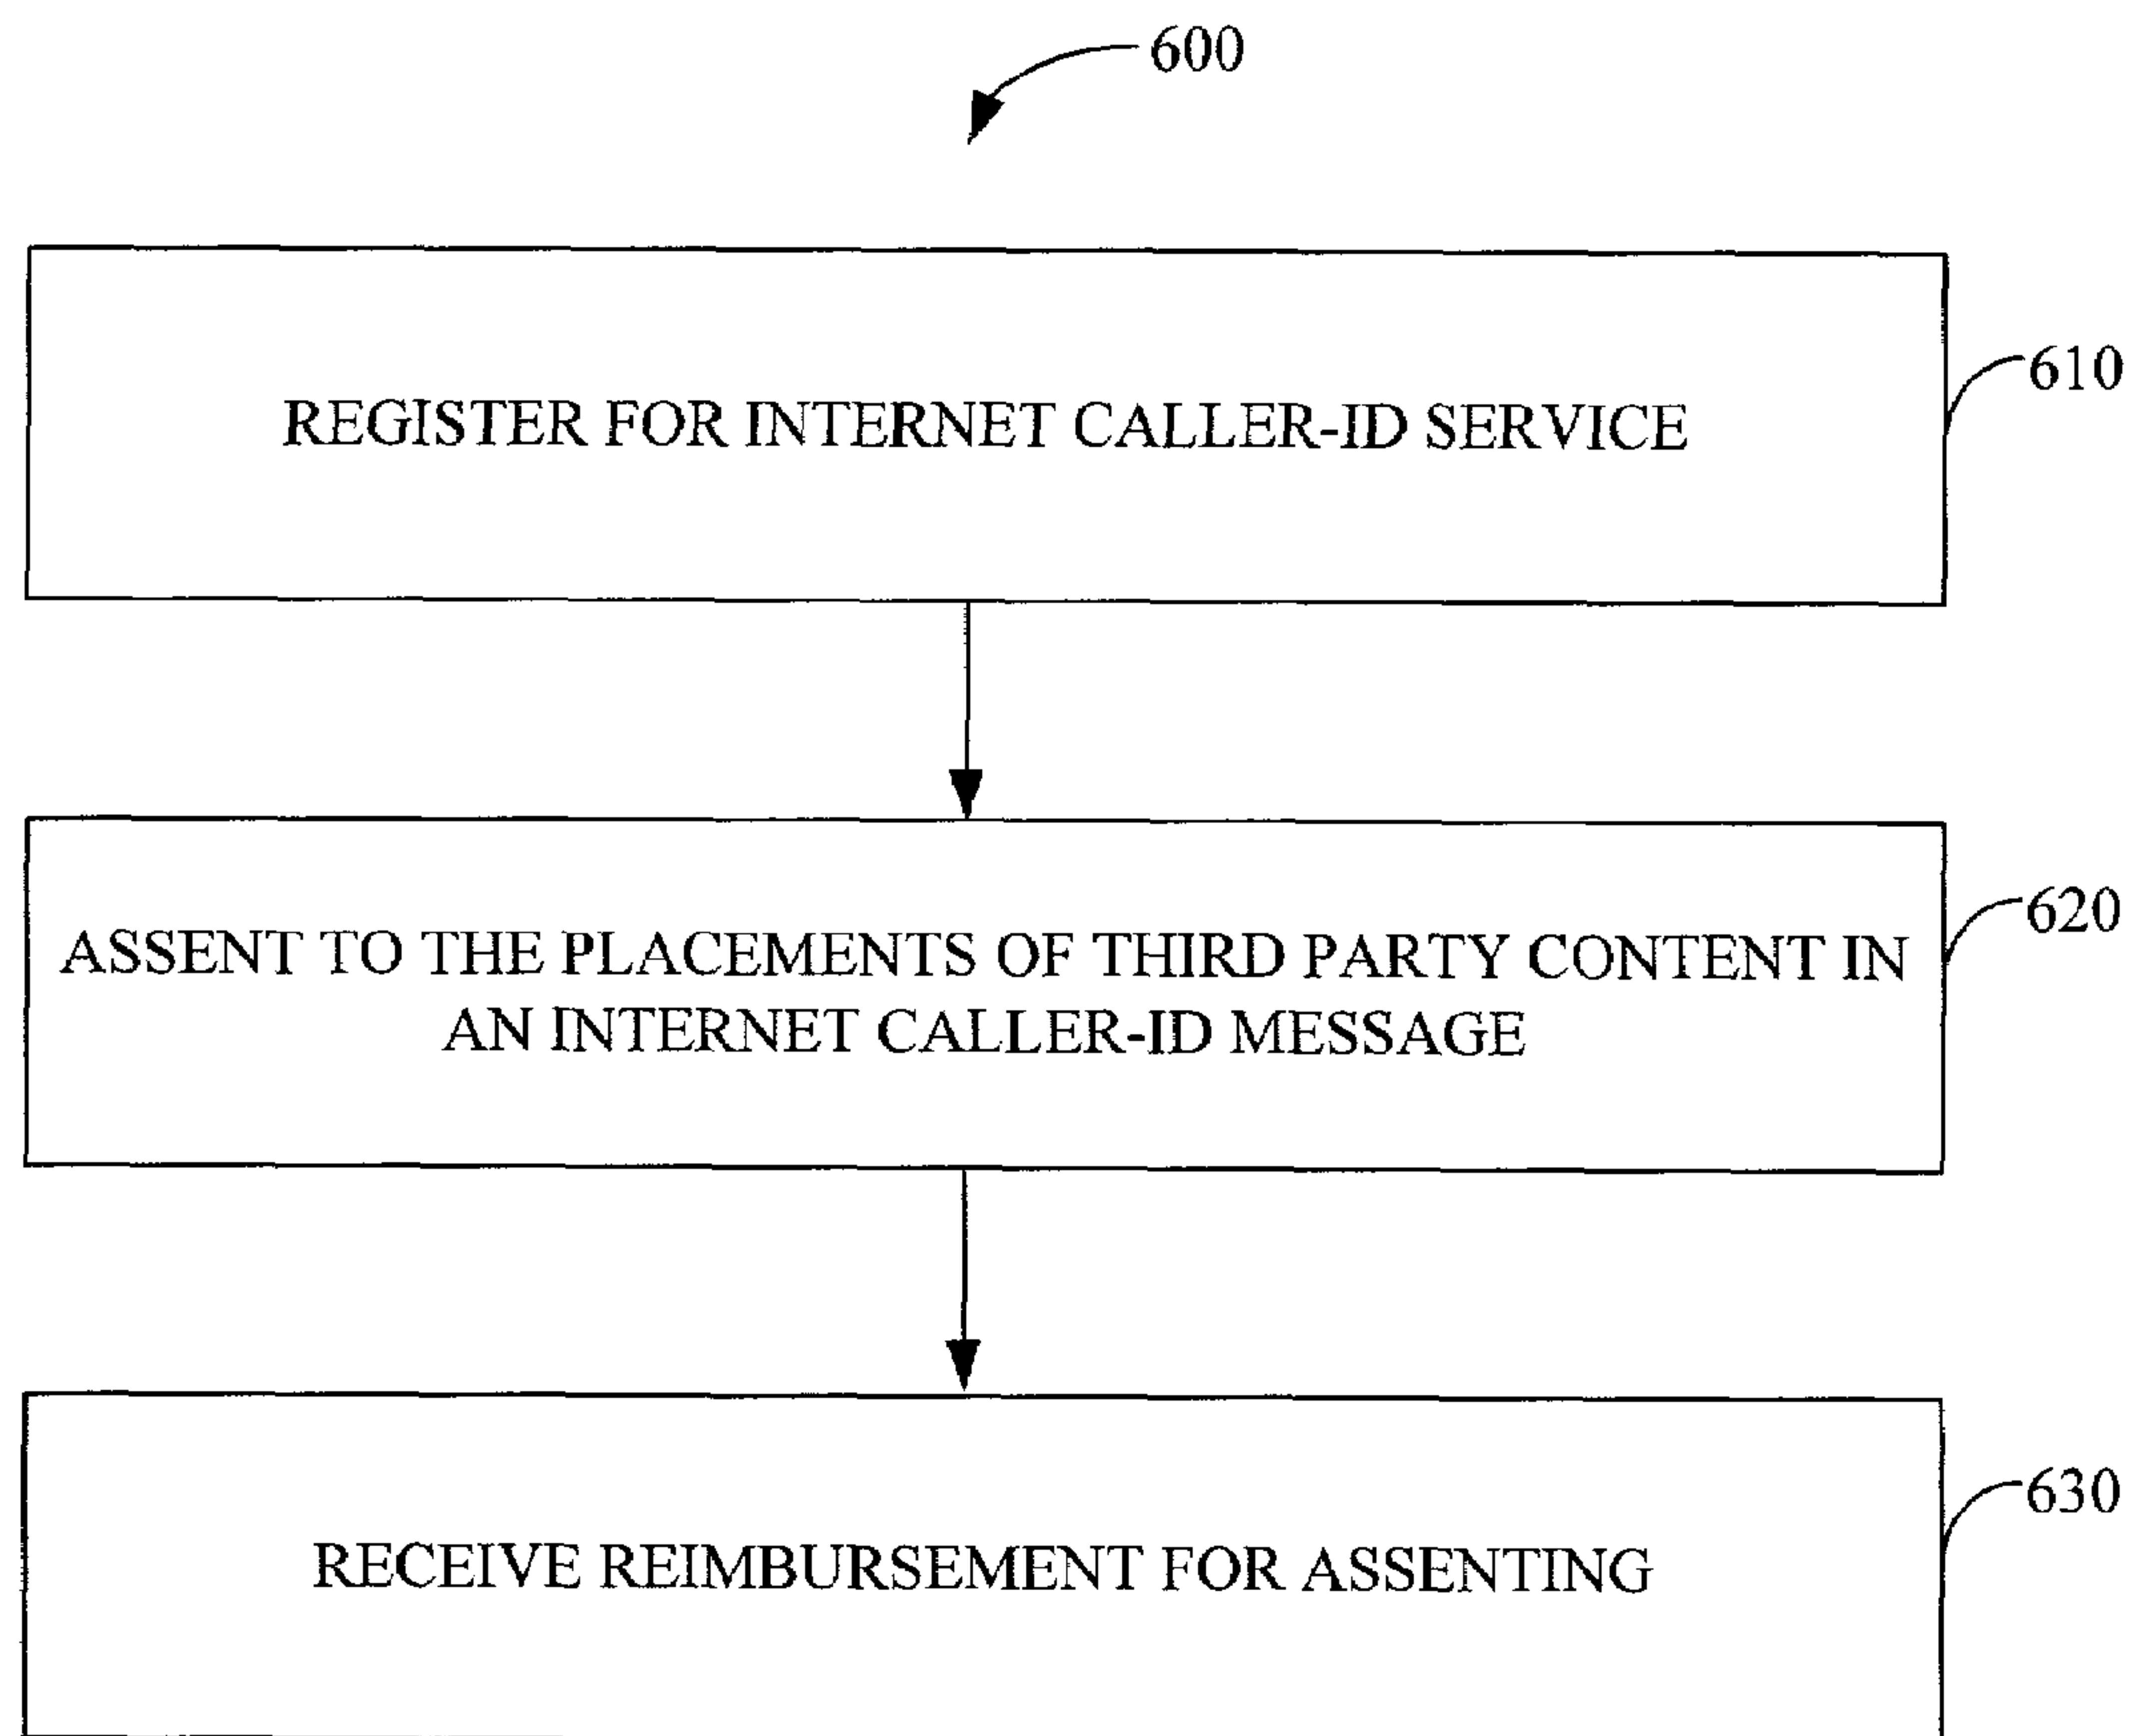 600
REGISTER FOR INTERNET CALLER-ID SERVICE
610
ASSENT TO THE PLACEMENTS OF THIRD PARTY CONTENT IN
AN INTERNET CALLER-ID MESSAGE
620
RECEIVE REIMBURSEMENT FOR ASSENTING
630